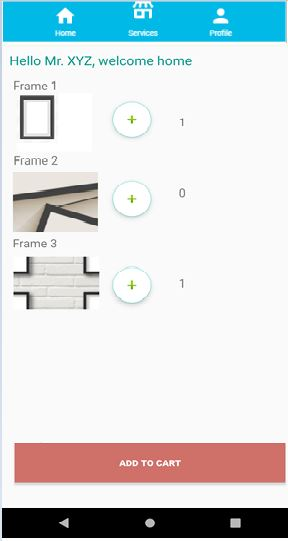 Home Services Profile
Hello Mr. XYZ, welcome home
Frame 1
+ 1
Frame 2
+ 0
Frame 3
+ 1
ADD TO CART